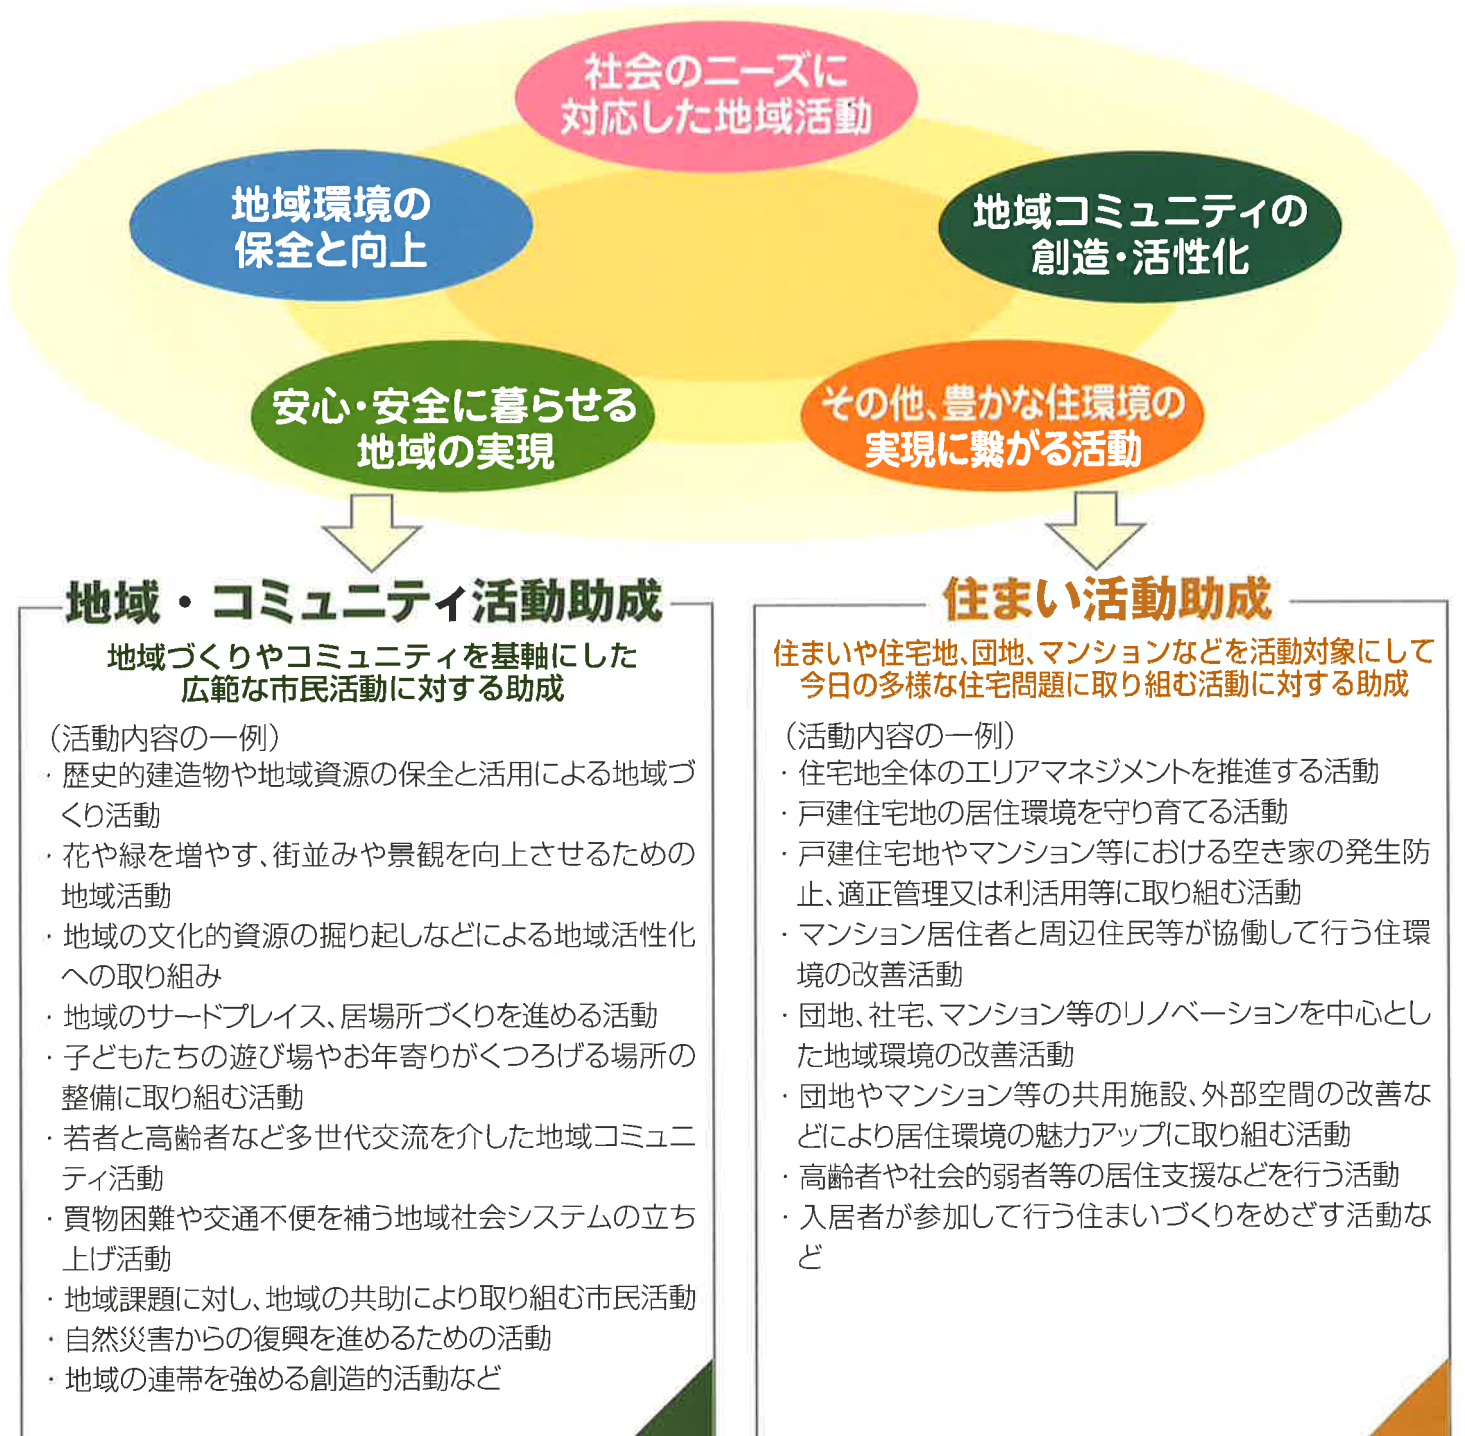 社会のニーズに
対応した地域活動
地域環境の
保全と向上
地域コミュニティの
創造・活性化
安心・安全に暮らせる
地域の実現
その他、豊かな住環境の
実現に繋がる活動
地域・コミュニティ活動助成
地域づくりやコミュニティを基軸にした
広範な市民活動に対する助成
（活動内容の一例）
・歴史的建造物や地域資源の保全と活用による地域づ
くり活動
・花や緑を増やす、街並みや景観を向上させるための
地域活動
・地域の文化的資源の掘り起しなどによる地域活性化
への取り組み
・地域のサードプレイス、居場所づくりを進める活動
・子どもたちの遊び場やお年寄りがくつろげる場所の
整備に取り組む活動
・若者と高齢者など多世代交流を介した地域コミュニ
ティ活動
・買物困難や交通不便を補う地域社会システムの立ち
上げ活動
・地域課題に対し、地域の共助により取り組む市民活動
・自然災害からの復興を進めるための活動
・地域の連帯を強める創造的活動など
住まい活動助成
住まいや住宅地、団地、マンションなどを活動対象にして
今日の多様な住宅問題に取り組む活動に対する助成
（活動内容の一例）
・住宅地全体のエリアマネジメントを推進する活動
・戸建住宅地の居住環境を守り育てる活動
・戸建住宅地やマンション等における空き家の発生防
止、適正管理又は利活用等に取り組む活動
・マンション居住者と周辺住民等が協働して行う住環
境の改善活動
・団地、社宅、マンション等のリノベーションを中心とし
た地域環境の改善活動
・団地やマンション等の共用施設、外部空間の改善な
どにより居住環境の魅力アップに取り組む活動
・高齢者や社会的弱者等の居住支援などを行う活動
・入居者が参加して行う住まいづくりをめざす活動な
ど